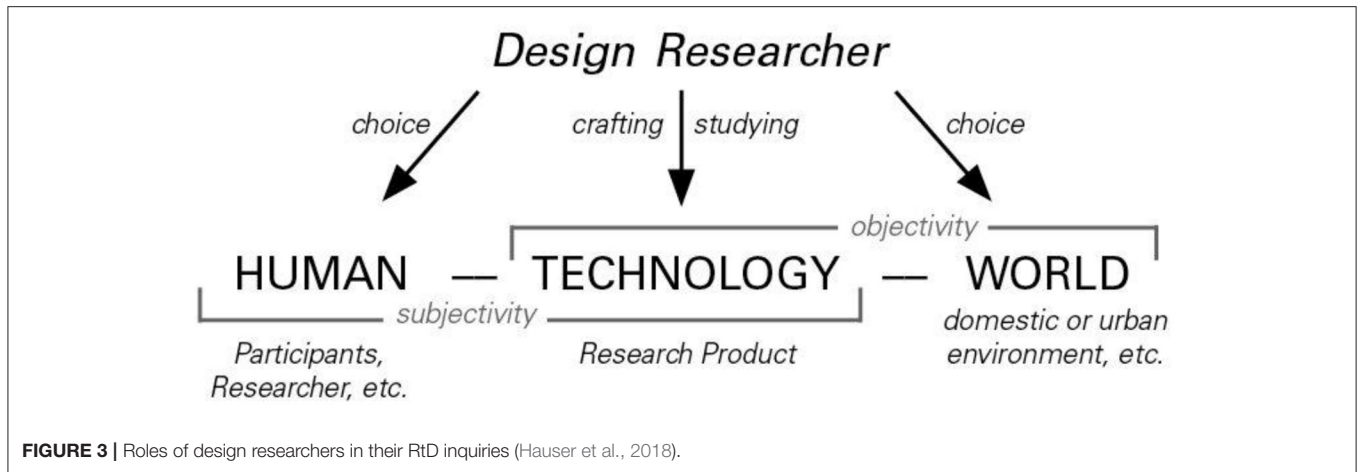 Design Researcher
choice
crafting studying
choice
objectivity
HUMAN — TECHNOLOGY — WORLD
subjectivity
Participants,
Researcher, etc.
Research Product
domestic or urban
environment, etc.
FIGURE 3 | Roles of design researchers in their RtD inquiries (Hauser et al., 2018).